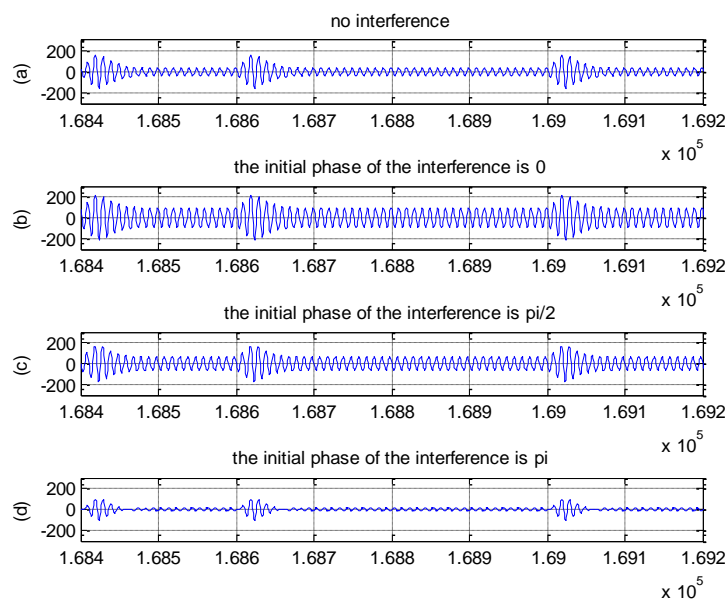 no interference
200
0
-200
(a)
1.684 1.685 1.686 1.687 1.688 1.689 1.69 1.691 1.692
x 10^5
the initial phase of the interference is 0
200
0
-200
(b)
1.684 1.685 1.686 1.687 1.688 1.689 1.69 1.691 1.692
x 10^5
the initial phase of the interference is pi/2
200
0
-200
(c)
1.684 1.685 1.686 1.687 1.688 1.689 1.69 1.691 1.692
x 10^5
the initial phase of the interference is pi
200
0
-200
(d)
1.684 1.685 1.686 1.687 1.688 1.689 1.69 1.691 1.692
x 10^5